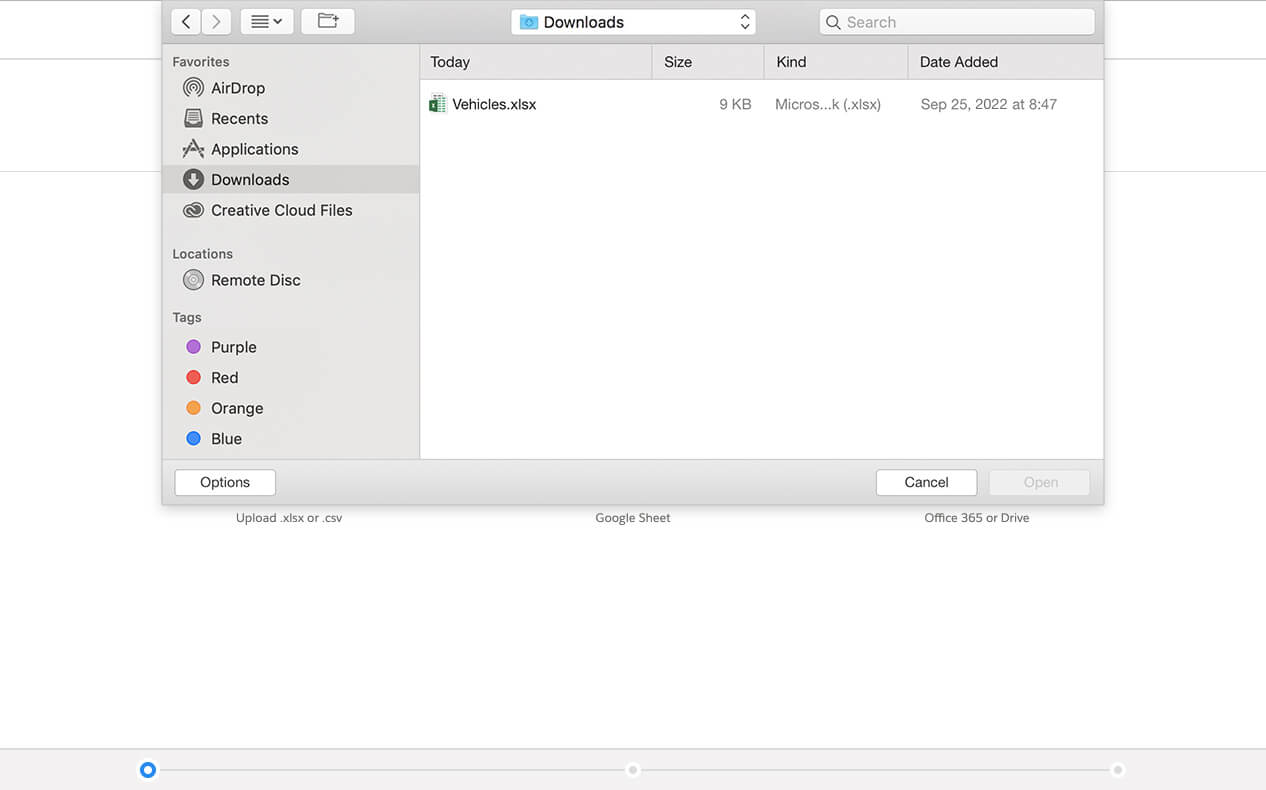 Downloads
Search
Favorites
AirDrop
Recents
Applications
Downloads
Creative Cloud Files
Locations
Remote Disc
Tags
Purple
Red
Orange
Blue
Today Size Kind Date Added
Vehicles.xlsx 9 KB Micros...k (.xlsx) Sep 25, 2022 at 8:47
Options Cancel Open
Upload .xlsx or .csv Google Sheet Office 365 or Drive